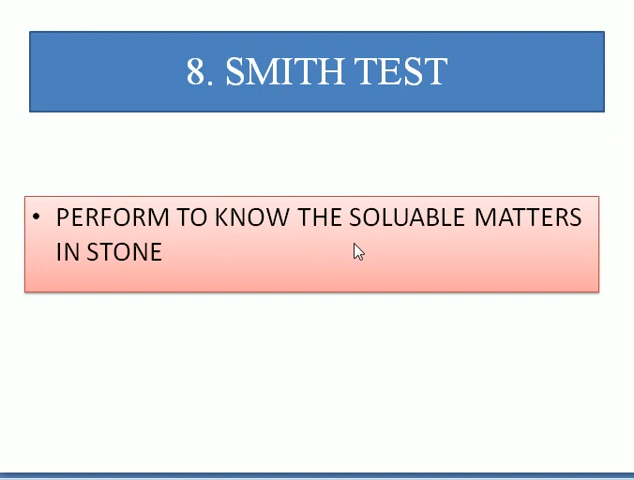 8. SMITH TEST
• PERFORM TO KNOW THE SOLUABLE MATTERS
IN STONE